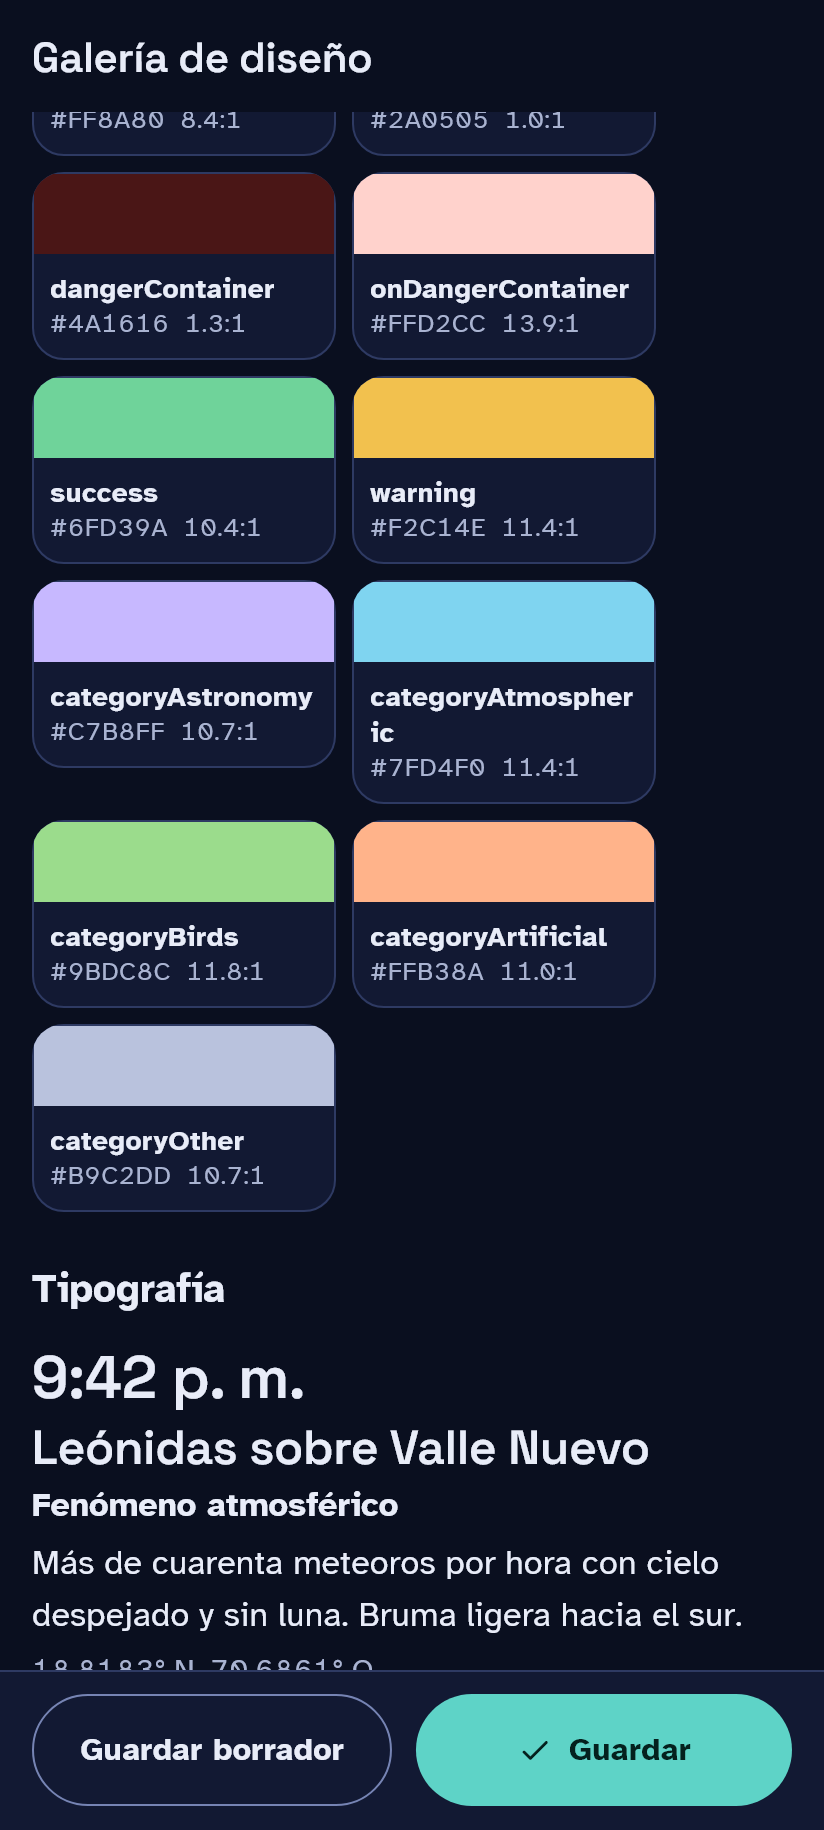 Galería de diseño
#FF8A80 8.4:1
#2A0505 1.0:1
dangerContainer
#4A1616 1.3:1
onDangerContainer
#FFD2CC 13.9:1
success
#6FD39A 10.4:1
warning
#F2C14E 11.4:1
categoryAstronomy
#C7B8FF 10.7:1
categoryAtmospher
ic
#7FD4F0 11.4:1
categoryBirds
#9BDC8C 11.8:1
categoryArtificial
#FFB38A 11.0:1
categoryOther
#B9C2DD 10.7:1
Tipografía
9:42 p. m.
Leónidas sobre Valle Nuevo
Fenómeno atmosférico
Más de cuarenta meteoros por hora con cielo
despejado y sin luna. Bruma ligera hacia el sur.
18.8183° N, 70.6861° O
Guardar borrador
Guardar